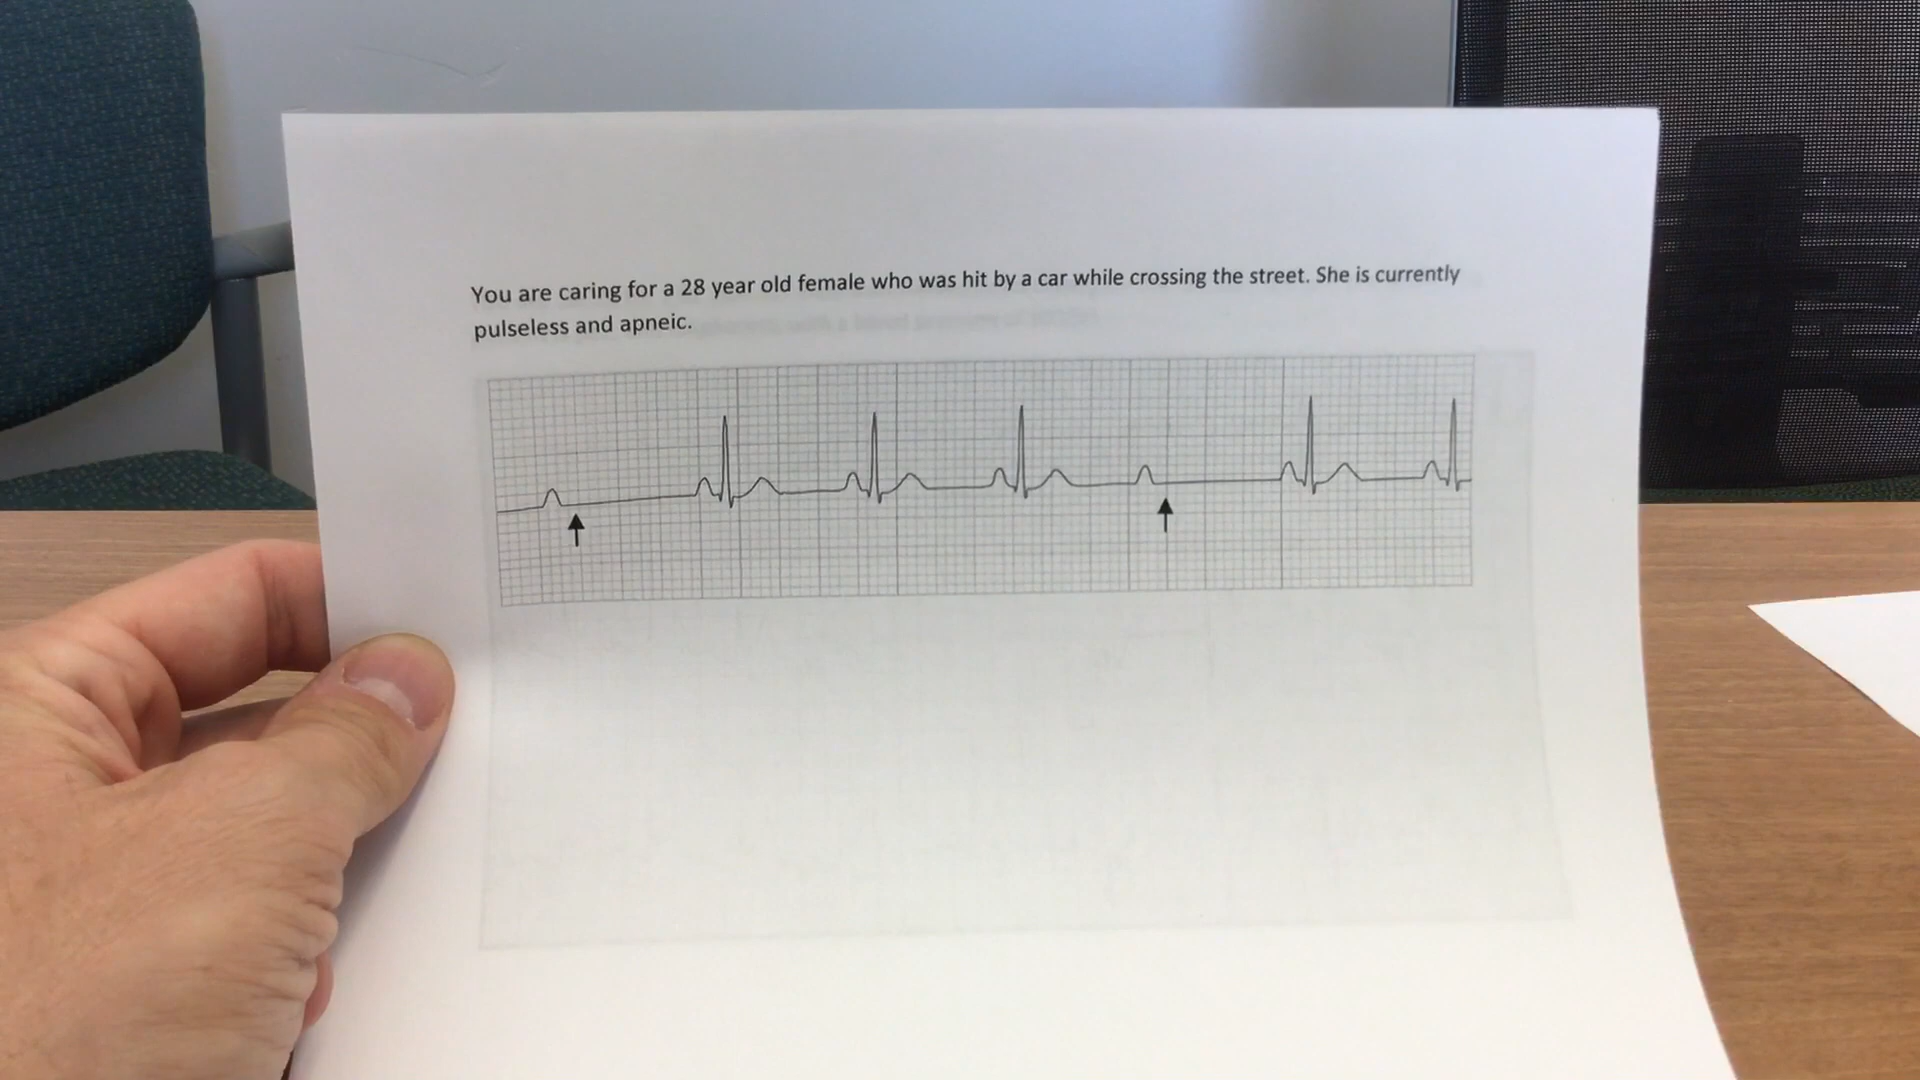 You are caring for a 28 year old female who was hit by a car while crossing the street. She is currently
pulseless and apneic.